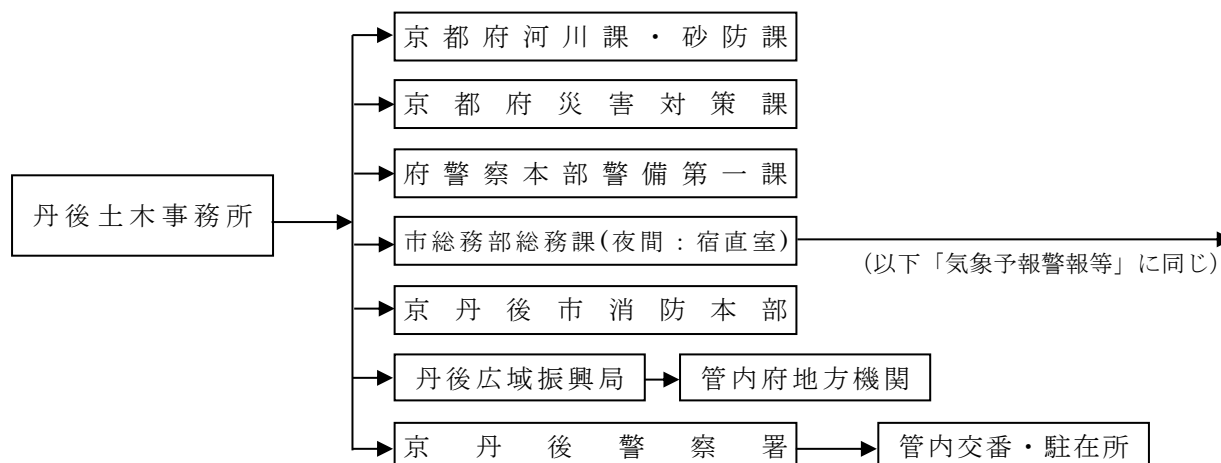 京都府河川課・砂防課
京都府災害対策課
府警察本部警備第一課
丹後土木事務所
市総務部総務課(夜間：宿直室)
(以下「気象予報警報等」に同じ)
京丹後市消防本部
丹後広域振興局
管内府地方機関
京丹後警察署
管内交番・駐在所